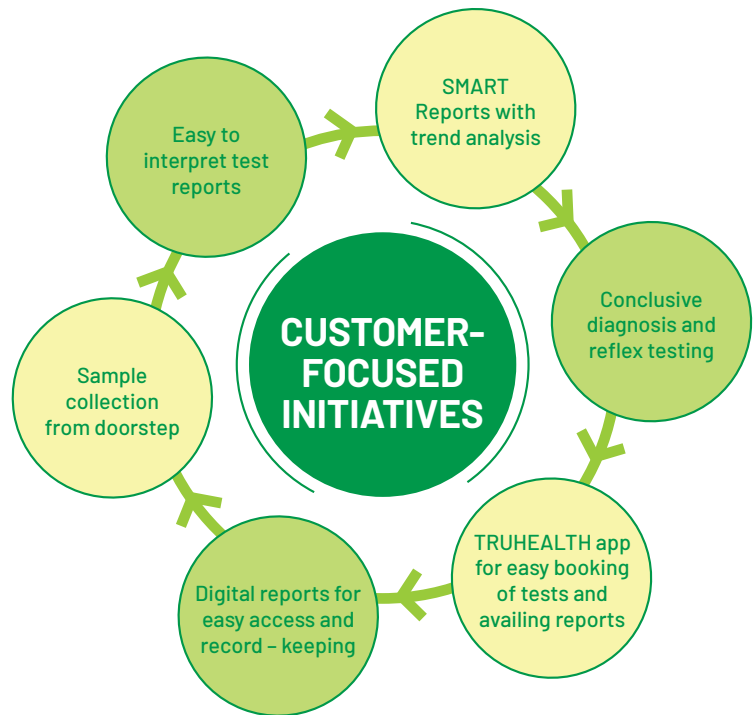 SMART
Reports with
trend analysis
Easy to
interpret test
reports
Conclusive
diagnosis and
reflex testing
CUSTOMER-
FOCUSED
INITIATIVES
Sample
collection
from doorstep
TRUHEALTH app
for easy booking
of tests and
availing reports
Digital reports for
easy access and
record – keeping